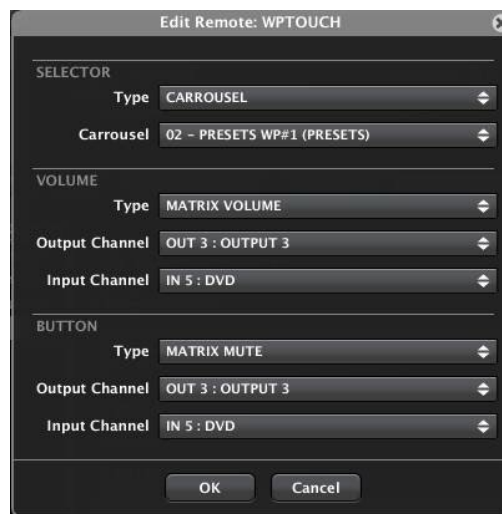 Edit Remote: WPTOUCH
SELECTOR
Type CARROUSEL
Carrousel 02 – PRESETS WP#1 (PRESETS)
VOLUME
Type MATRIX VOLUME
Output Channel OUT 3 : OUTPUT 3
Input Channel IN 5 : DVD
BUTTON
Type MATRIX MUTE
Output Channel OUT 3 : OUTPUT 3
Input Channel IN 5 : DVD
OK Cancel